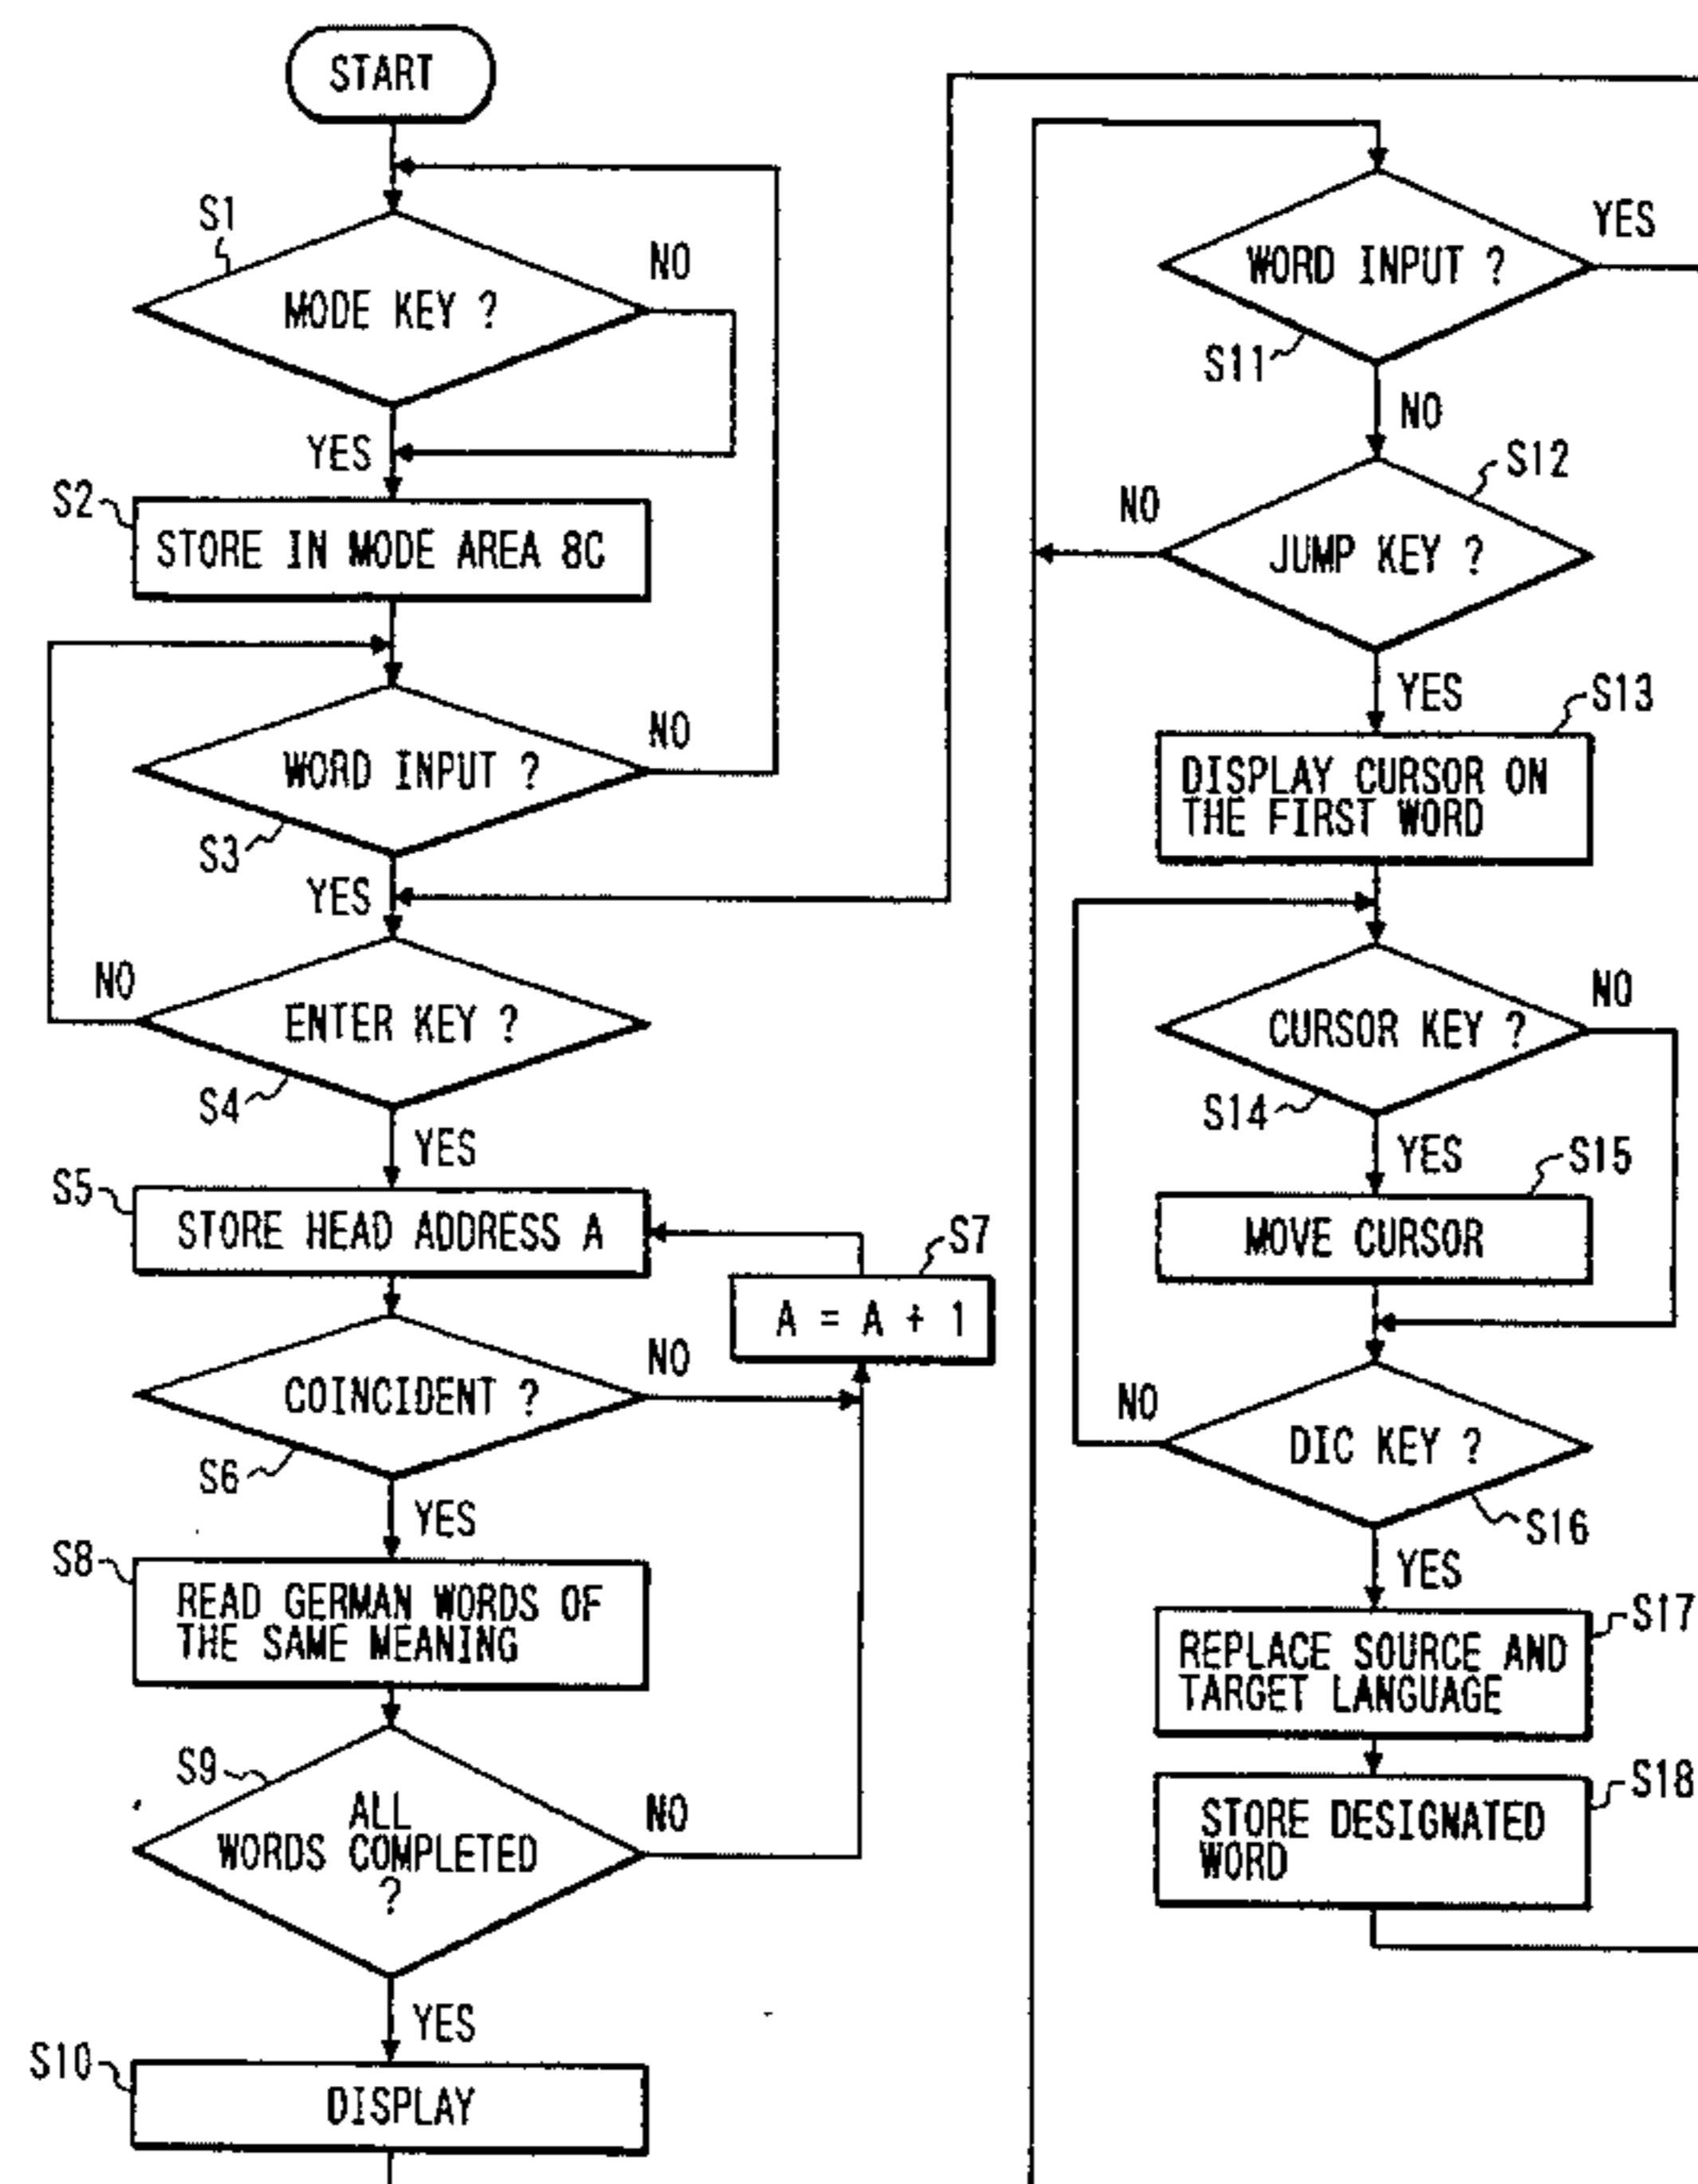 START
S1
MODE KEY ?
NO
YES
S2
STORE IN MODE AREA 8C
WORD INPUT ?
NO
S3
YES
NO
ENTER KEY ?
S4
YES
S5
STORE HEAD ADDRESS A
S7
A = A + 1
COINCIDENT ?
NO
S6
YES
S8
READ GERMAN WORDS OF
THE SAME MEANING
S9
ALL
WORDS COMPLETED
?
NO
YES
S10
DISPLAY
WORD INPUT ?
YES
S11
NO
S12
NO
JUMP KEY ?
YES
S13
DISPLAY CURSOR ON
THE FIRST WORD
CURSOR KEY ?
NO
S14
YES
S15
MOVE CURSOR
NO
DIC KEY ?
S16
YES
S17
REPLACE SOURCE AND
TARGET LANGUAGE
S18
STORE DESIGNATED
WORD